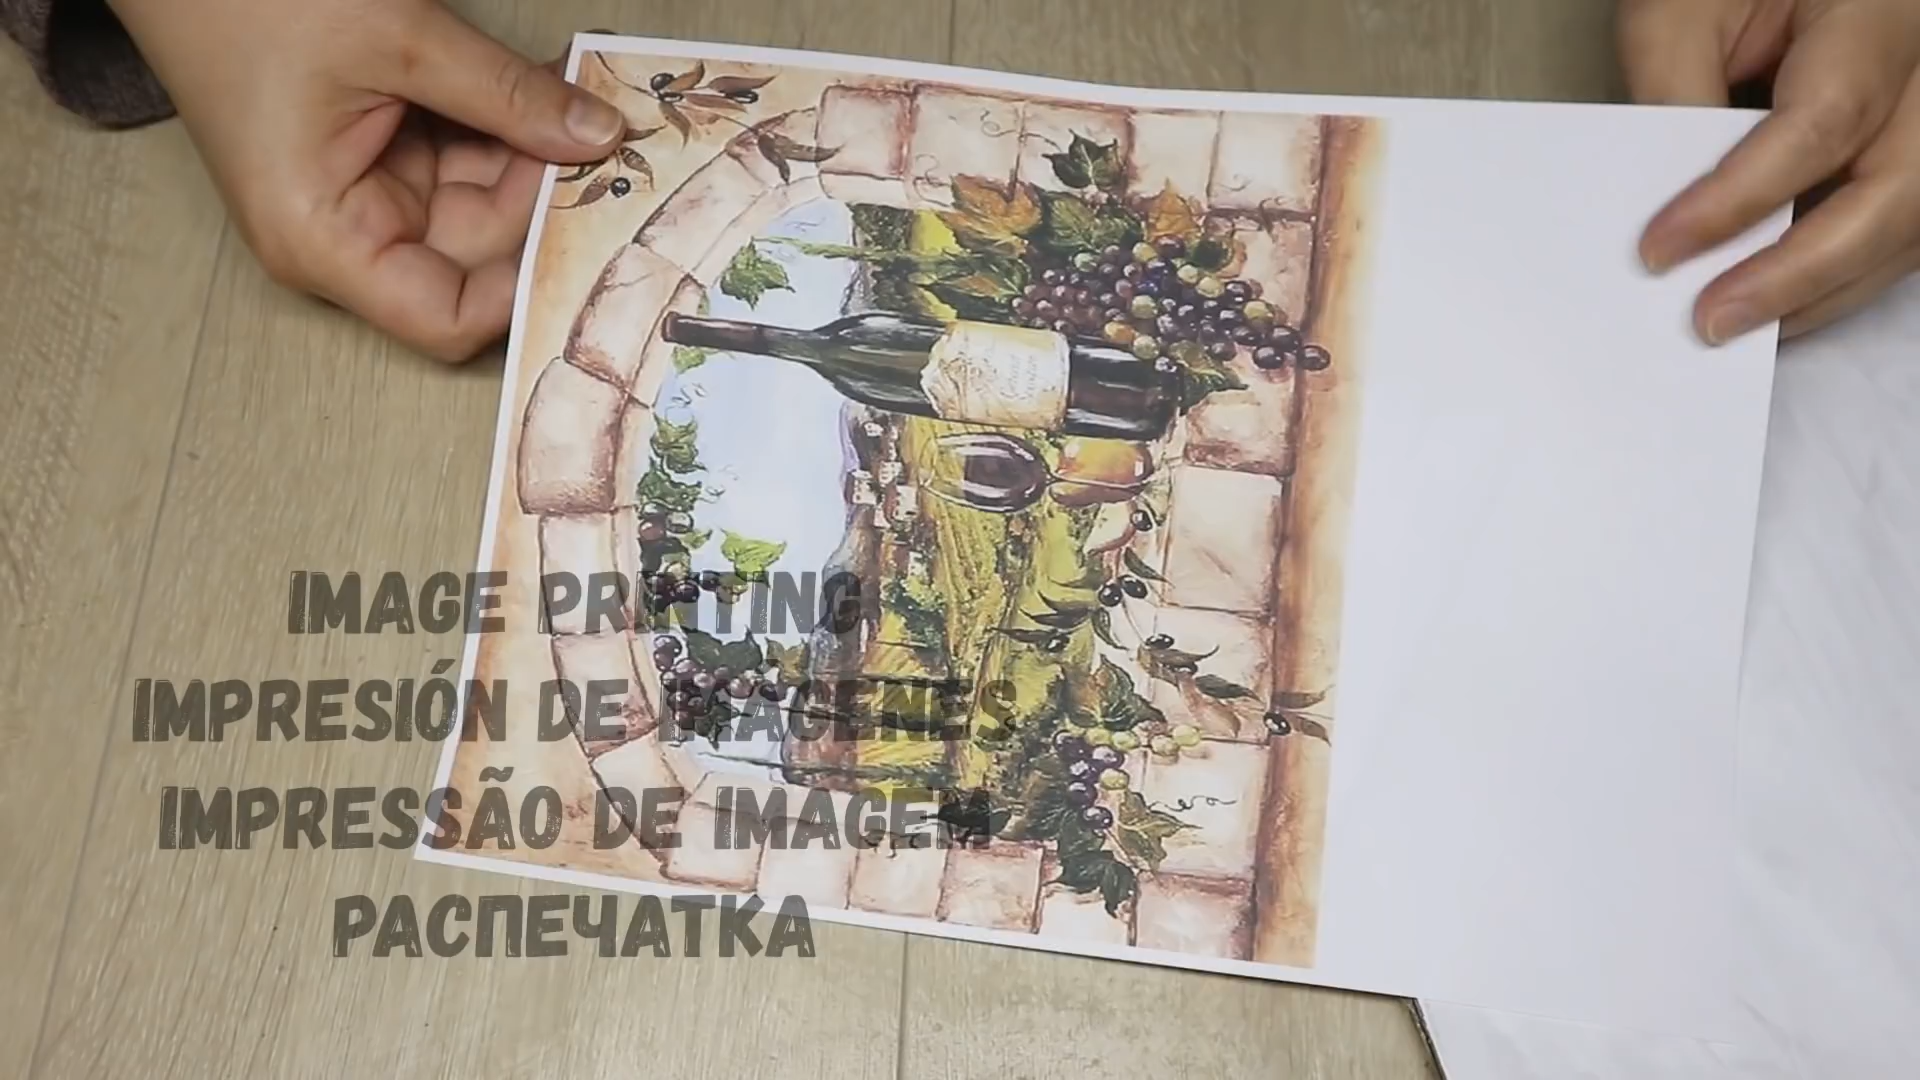 IMAGE PRINTING
IMPRESIÓN DE IMÁGENES
IMPRESSÃO DE IMAGEM
РАСПЕЧАТКА